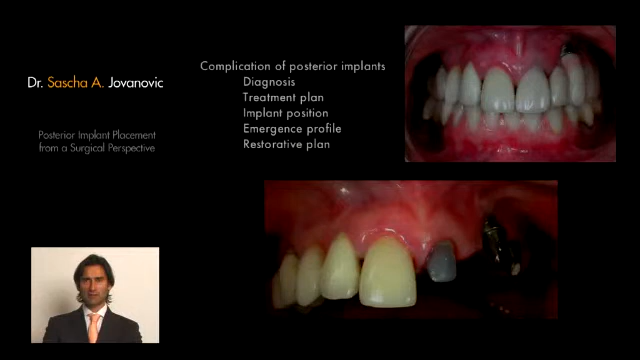 Dr. Sascha A. Jovanovic
Posterior Implant Placement
from a Surgical Perspective
Complication of posterior implants
Diagnosis
Treatment plan
Implant position
Emergence profile
Restorative plan